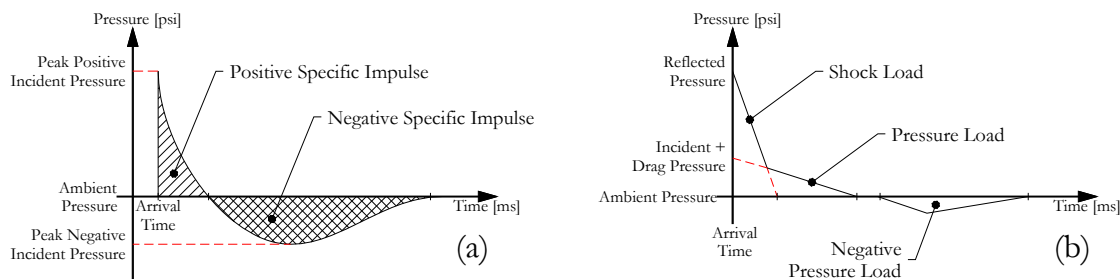 Pressure [psi]
Peak Positive
Incident Pressure
Positive Specific Impulse
Negative Specific Impulse
Ambient
Pressure
Arrival
Time
Time [ms]
Peak Negative
Incident Pressure
(a)
Pressure [psi]
Reflected
Pressure
Shock Load
Pressure Load
Incident +
Drag Pressure
Ambient Pressure
Time [ms]
Arrival
Time
Negative
Pressure Load
(b)